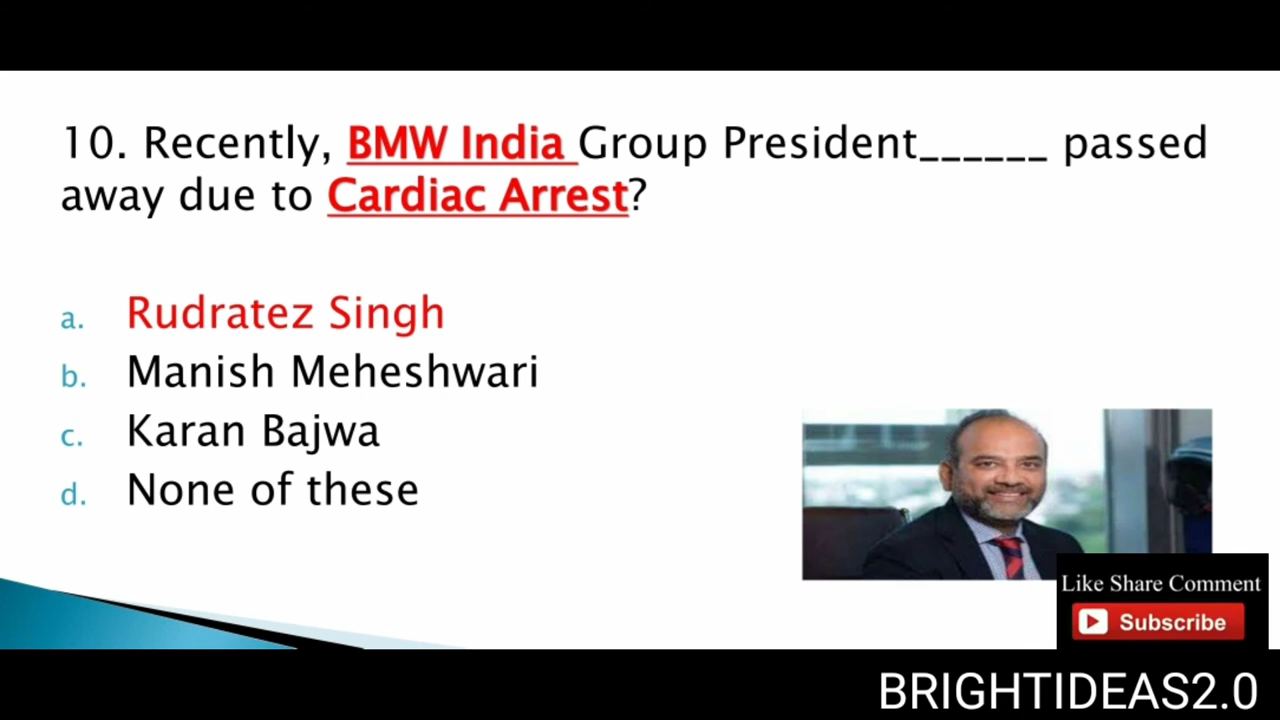 10. Recently, BMW India Group President______ passed
away due to Cardiac Arrest?
a. Rudratez Singh
b. Manish Meheshwari
c. Karan Bajwa
d. None of these
Like Share Comment
Subscribe
BRIGHTIDEAS2.0